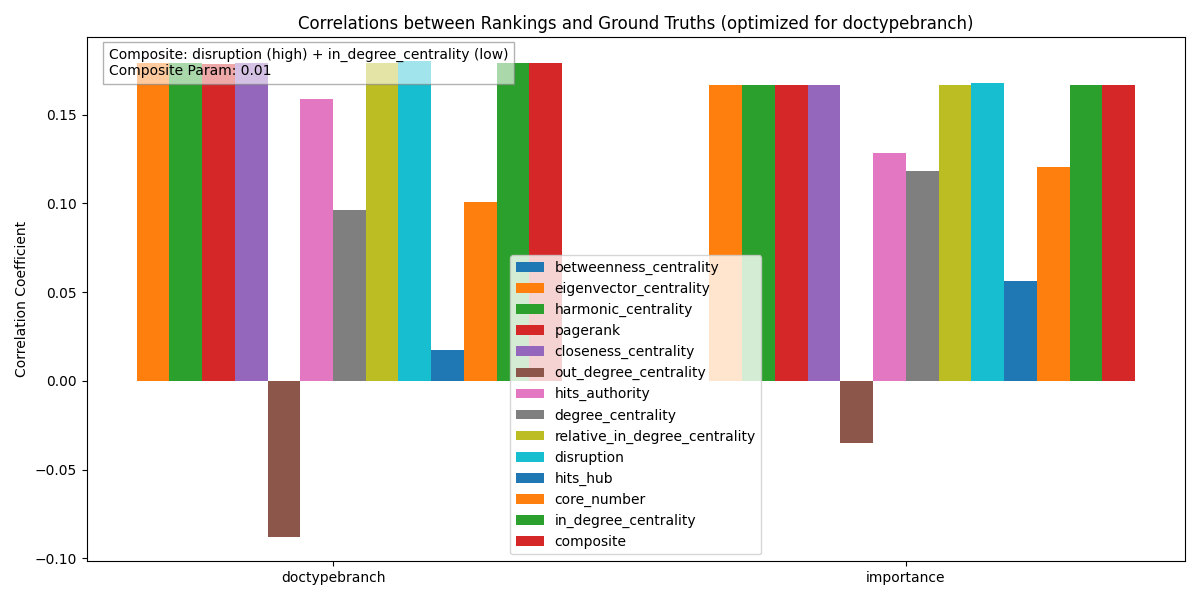 Correlations between Rankings and Ground Truths (optimized for doctypebranch)
Composite: disruption (high) + in_degree_centrality (low)
Composite Param: 0.01
Correlation Coefficient
0.15
0.10
0.05
0.00
−0.05
−0.10
betweenness_centrality
eigenvector_centrality
harmonic_centrality
pagerank
closeness_centrality
out_degree_centrality
hits_authority
degree_centrality
relative_in_degree_centrality
disruption
hits_hub
core_number
in_degree_centrality
composite
doctypebranch
importance